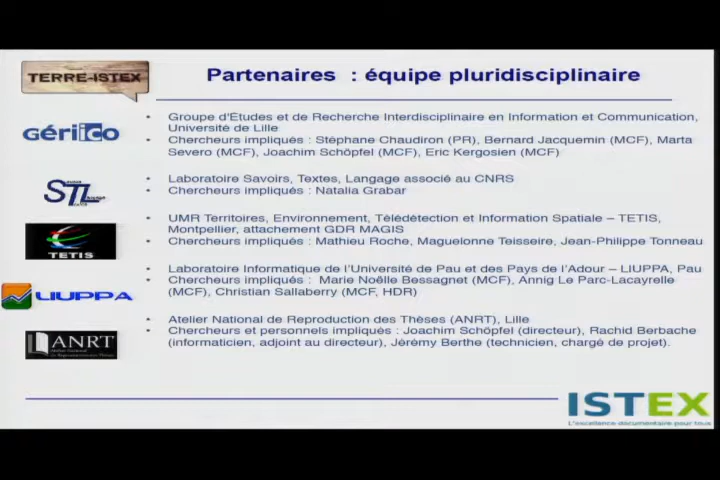 TERRE-ISTEX
Partenaires : équipe pluridisciplinaire
GERiico
• Groupe d'Études et de Recherche Interdisciplinaire en Information et Communication,
Université de Lille
• Chercheurs impliqués : Stéphane Chaudiron (PR), Bernard Jacquemin (MCF), Marta
Severo (MCF), Joachim Schöpfel (MCF), Eric Kergosien (MCF)
STL
• Laboratoire Savoirs, Textes, Langage associé au CNRS
• Chercheurs impliqués : Natalia Grabar
TETIS
• UMR Territoires, Environnement, Télédétection et Information Spatiale – TETIS,
Montpellier, attachement GDR MAGIS
• Chercheurs impliqués : Mathieu Roche, Maguelonne Teisseire, Jean-Philippe Tonneau
LIUPPA
• Laboratoire Informatique de l'Université de Pau et des Pays de l'Adour – LIUPPA, Pau
• Chercheurs impliqués : Marie Noëlle Bessagnet (MCF), Annig Le Parc-Lacayrelle
(MCF), Christian Sallaberry (MCF, HDR)
ANRT
• Atelier National de Reproduction des Thèses (ANRT), Lille
• Chercheurs et personnels impliqués : Joachim Schöpfel (directeur), Rachid Berbache
(informaticien, adjoint au directeur), Jérémy Berthe (technicien, chargé de projet).
ISTEX
L'excellence documentaire pour tous